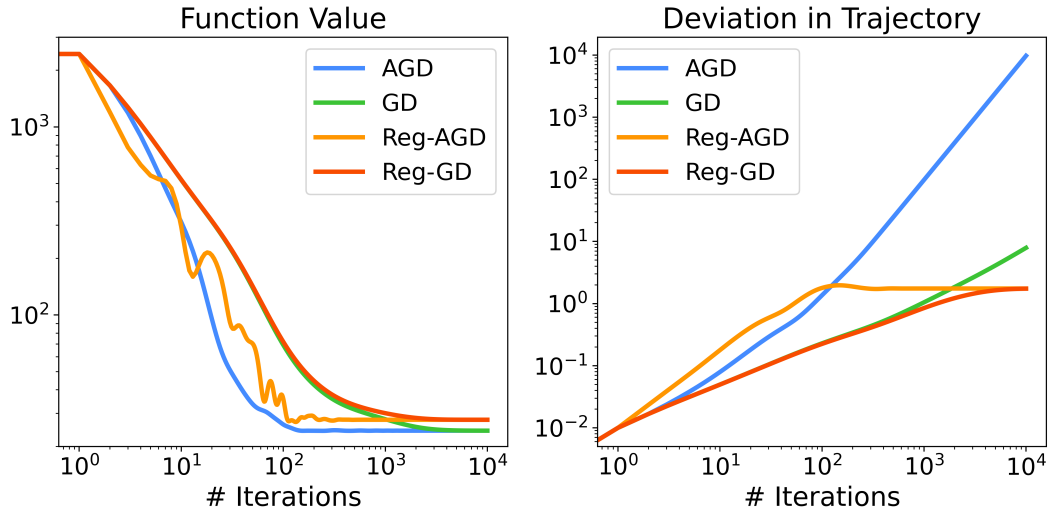 Function Value
10³
10²
AGD
GD
Reg-AGD
Reg-GD
10⁰ 10¹ 10² 10³ 10⁴
# Iterations
Deviation in Trajectory
10⁴
10³
10²
10¹
10⁰
10⁻¹
10⁻²
AGD
GD
Reg-AGD
Reg-GD
10⁰ 10¹ 10² 10³ 10⁴
# Iterations